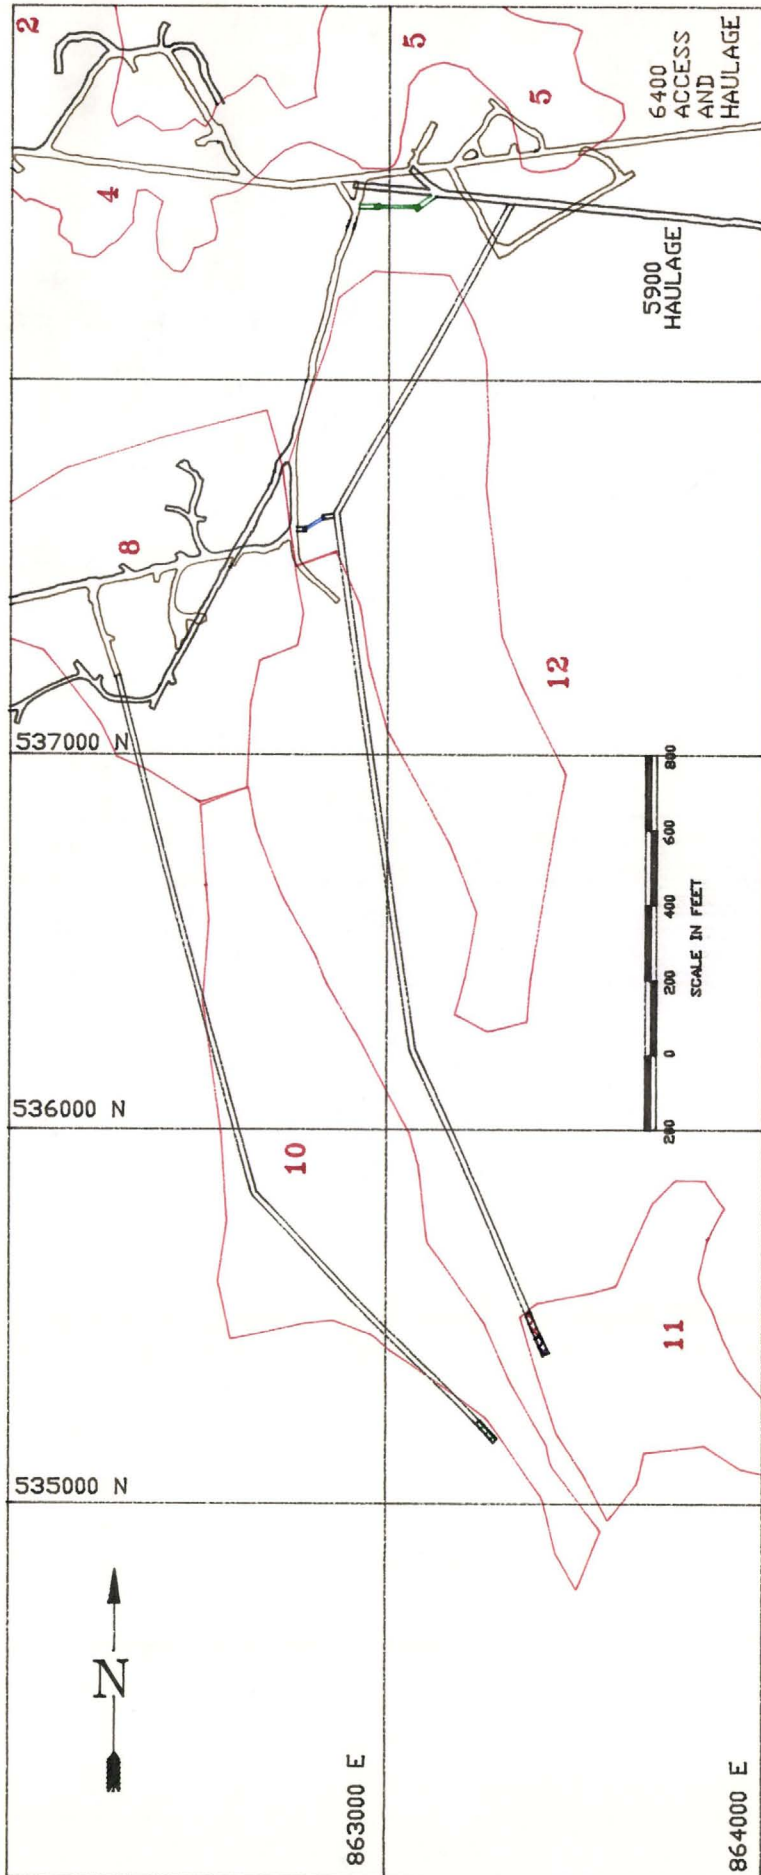 2
5
5
4
6400
ACCESS
AND
HAULAGE
5900
HAULAGE
8
12
537000 N
800
600
400
200
0
200
SCALE IN FEET
536000 N
10
11
535000 N
N
863000 E
864000 E